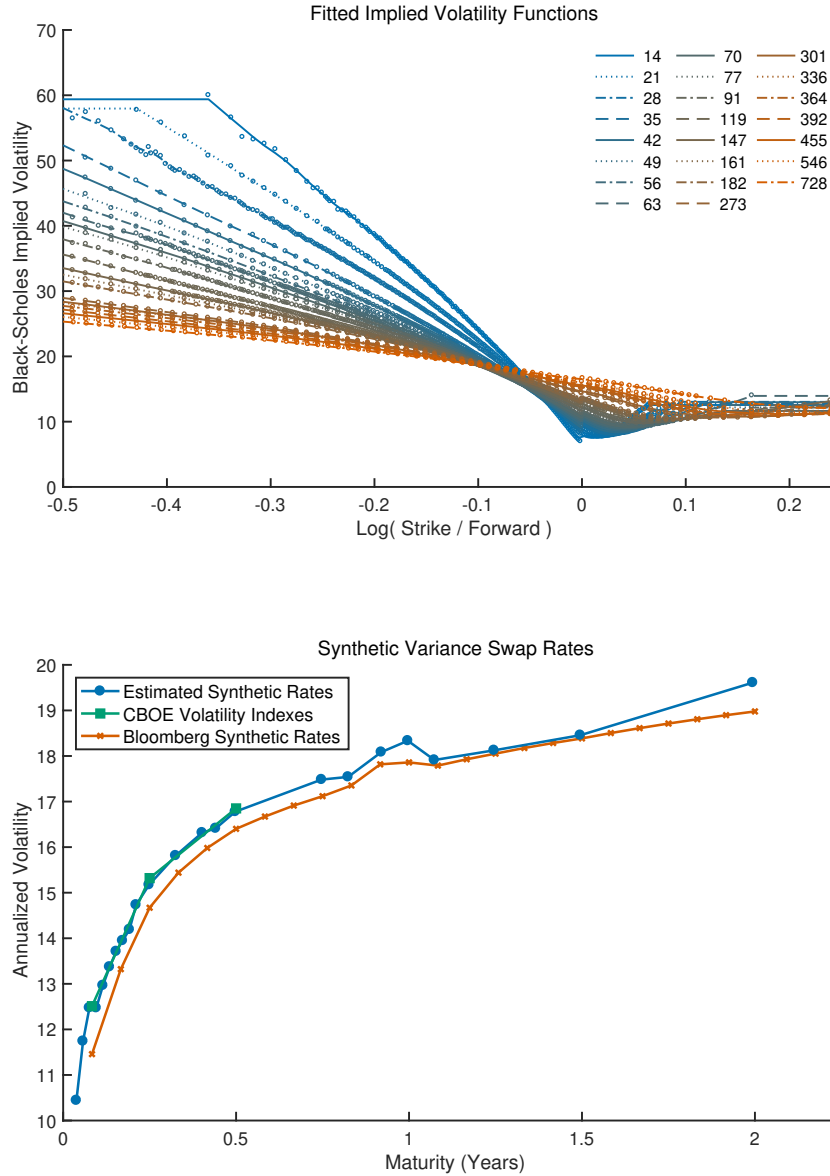 Fitted Implied Volatility Functions
70
60
50
40
30
20
10
0
Black-Scholes Implied Volatility
14 70 301
21 77 336
28 91 364
35 119 392
42 147 455
49 161 546
56 182 728
63 273
-0.5 -0.4 -0.3 -0.2 -0.1 0 0.1 0.2
Log( Strike / Forward )
Synthetic Variance Swap Rates
20
19
18
17
16
15
14
13
12
11
10
Annualized Volatility
Estimated Synthetic Rates
CBOE Volatility Indexes
Bloomberg Synthetic Rates
0 0.5 1 1.5 2
Maturity (Years)